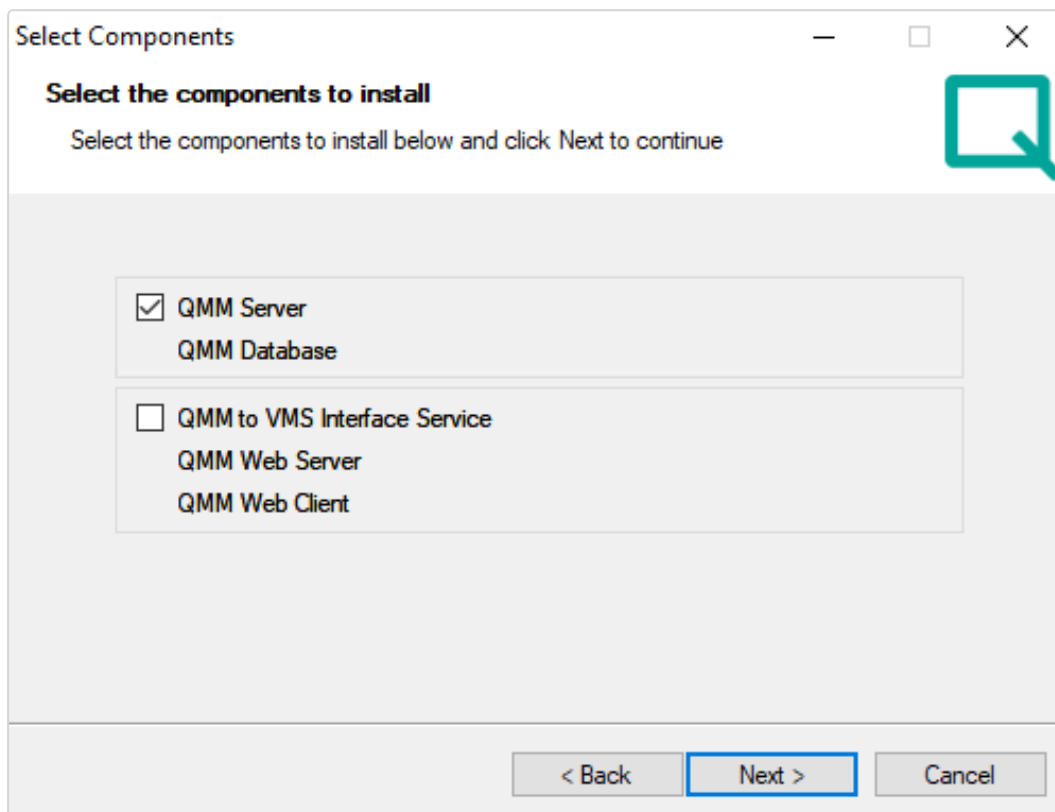 Select Components
Select the components to install
Select the components to install below and click Next to continue
QMM Server
QMM Database
QMM to VMS Interface Service
QMM Web Server
QMM Web Client
< Back Next > Cancel